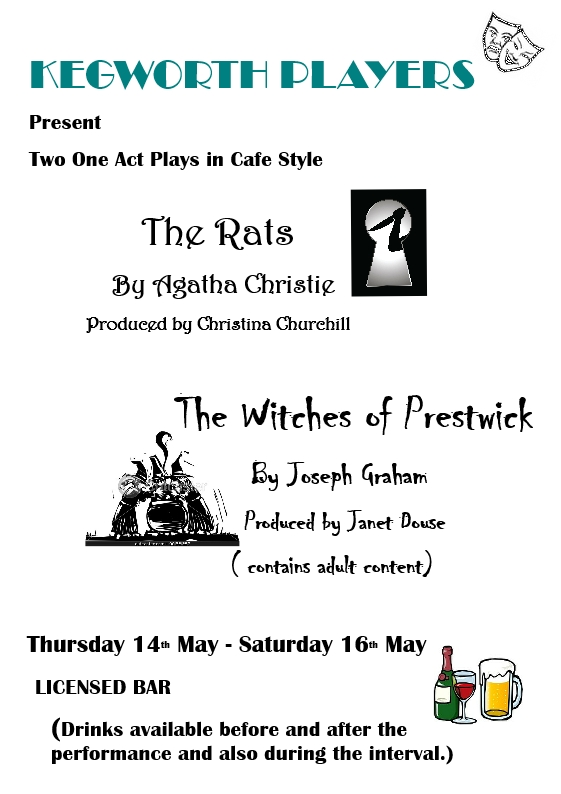 KEGWORTH PLAYERS
Present
Two One Act Plays in Cafe Style
The Rats
By Agatha Christie
Produced by Christina Churchill
The Witches of Prestwick
By Joseph Graham
Produced by Janet Douse
( contains adult content)
Thursday 14th May - Saturday 16th May
LICENSED BAR
(Drinks available before and after the
performance and also during the interval.)